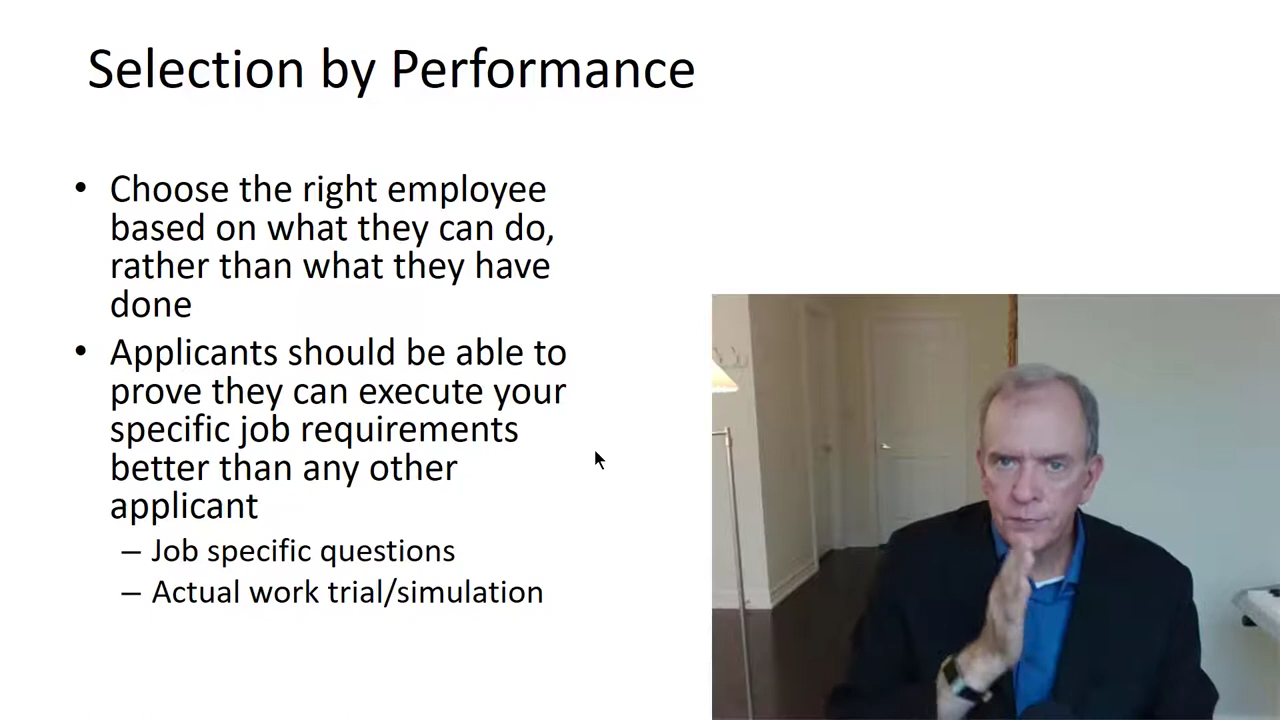 Selection by Performance
• Choose the right employee
based on what they can do,
rather than what they have
done
• Applicants should be able to
prove they can execute your
specific job requirements
better than any other
applicant
– Job specific questions
– Actual work trial/simulation